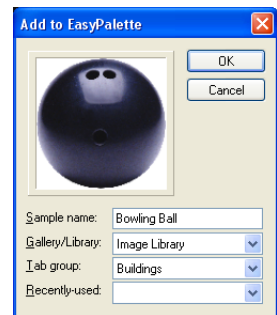 Add to EasyPalette
OK
Cancel
Sample name: Bowling Ball
Gallery/Library: Image Library
Tab group: Buildings
Recently-used: